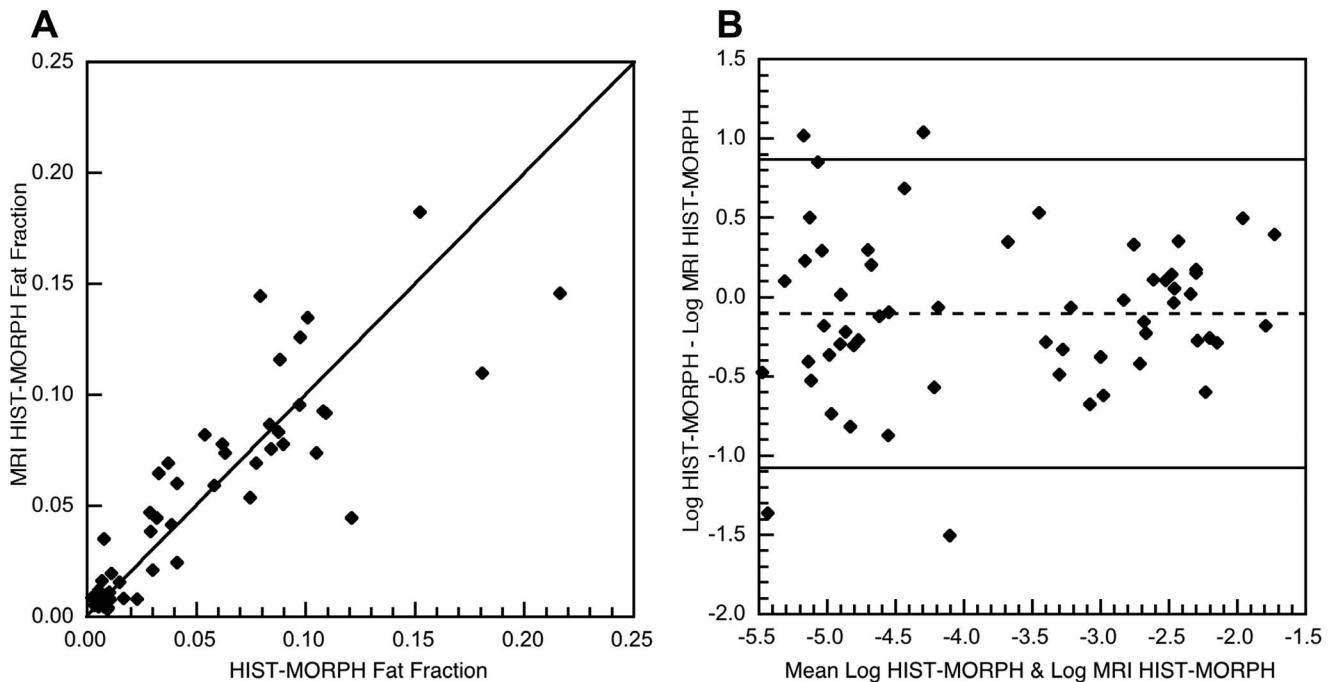 A
MRI HIST-MORPH Fat Fraction
0.25
0.20
0.15
0.10
0.05
0.00
0.00 0.05 0.10 0.15 0.20 0.25
HIST-MORPH Fat Fraction
B
Log HIST-MORPH - Log MRI HIST-MORPH
1.5
1.0
0.5
0.0
-0.5
-1.0
-1.5
-2.0
-5.5 -5.0 -4.5 -4.0 -3.5 -3.0 -2.5 -2.0 -1.5
Mean Log HIST-MORPH & Log MRI HIST-MORPH